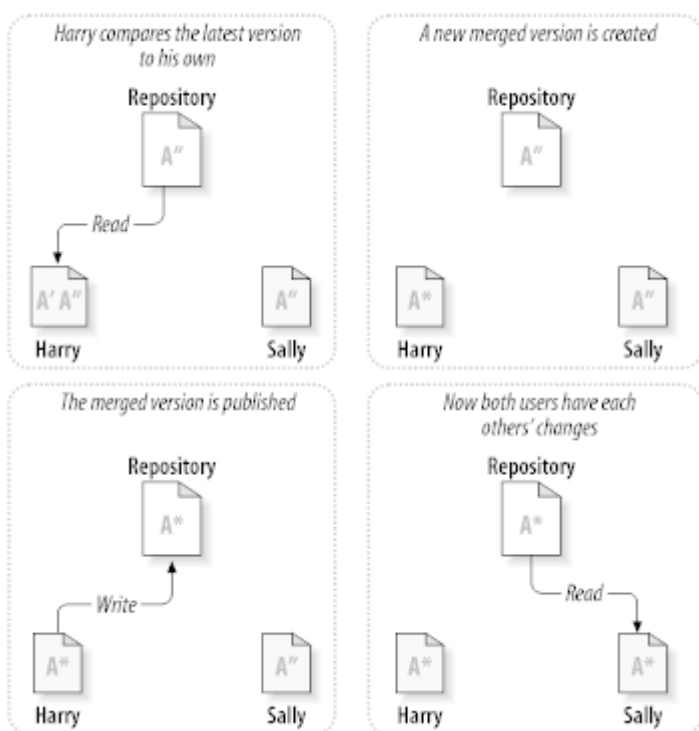 Harry compares the latest version
to his own
Repository
A″
Read
A′ A″
A″
Harry
Sally
A new merged version is created
Repository
A″
A*
A″
Harry
Sally
The merged version is published
Repository
A*
Write
A*
A″
Harry
Sally
Now both users have each
others’ changes
Repository
A*
Read
A*
A*
Harry
Sally